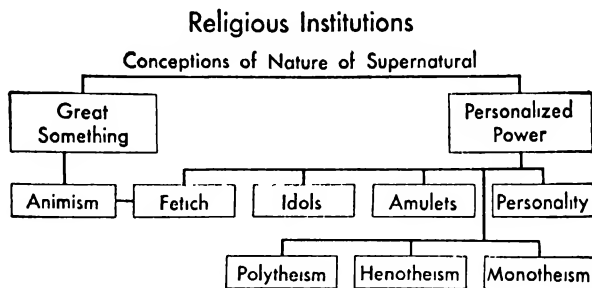 Religious Institutions
Conceptions of Nature of Supernatural
Great
Something
Personalized
Power
Animism
Fetich
Idols
Amulets
Personality
Polytheism
Henotheism
Monotheism